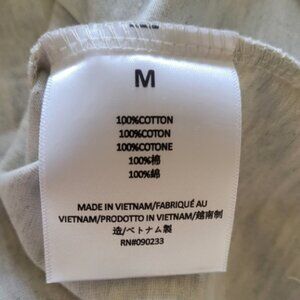 M
100%COTTON
100%COTON
100%COTONE
100%棉
100%綿
MADE IN VIETNAM/FABRIQUÉ AU
VIETNAM/PRODOTTO IN VIETNAM/越南制
造/ベトナム製
RN#090233